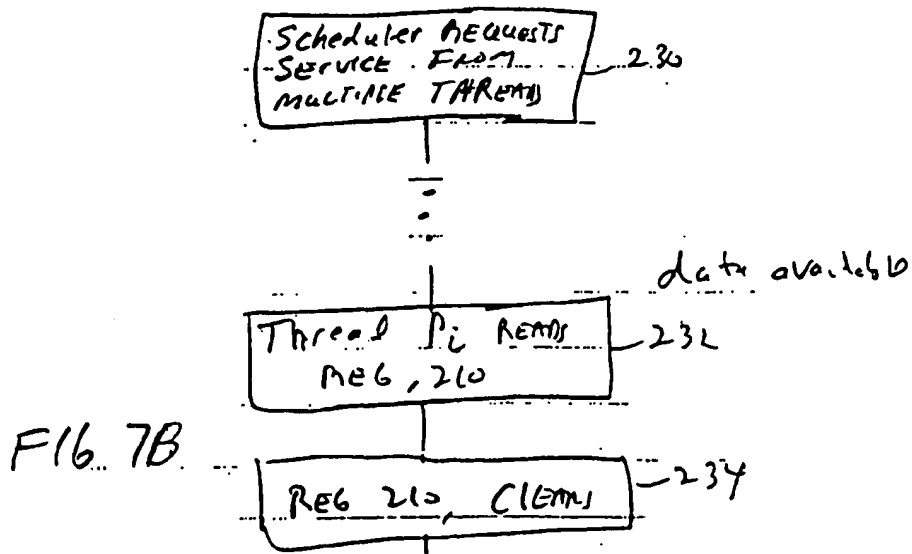 Scheduler REQUESTS
SERVICE FROM
MULTIPLE THREADS
230
data available
Thread Pi READS
REG, 210
232
FIG. 7B
REG 210, CLEARS
234